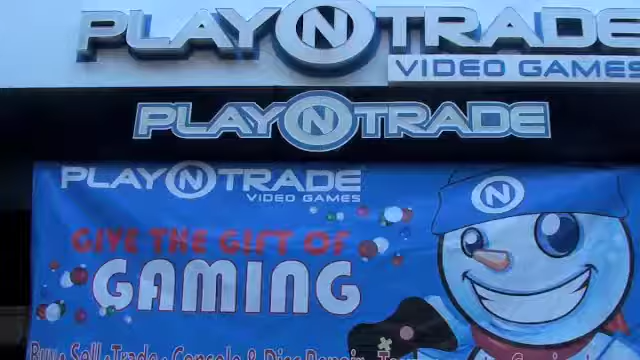 PLAY N TRADE
VIDEO GAMES
PLAY N TRADE
PLAY N TRADE
VIDEO GAMES
N
GIVE THE GIFT OF
GAMING
Buy • Sell • Trade • Console & Disc Repair